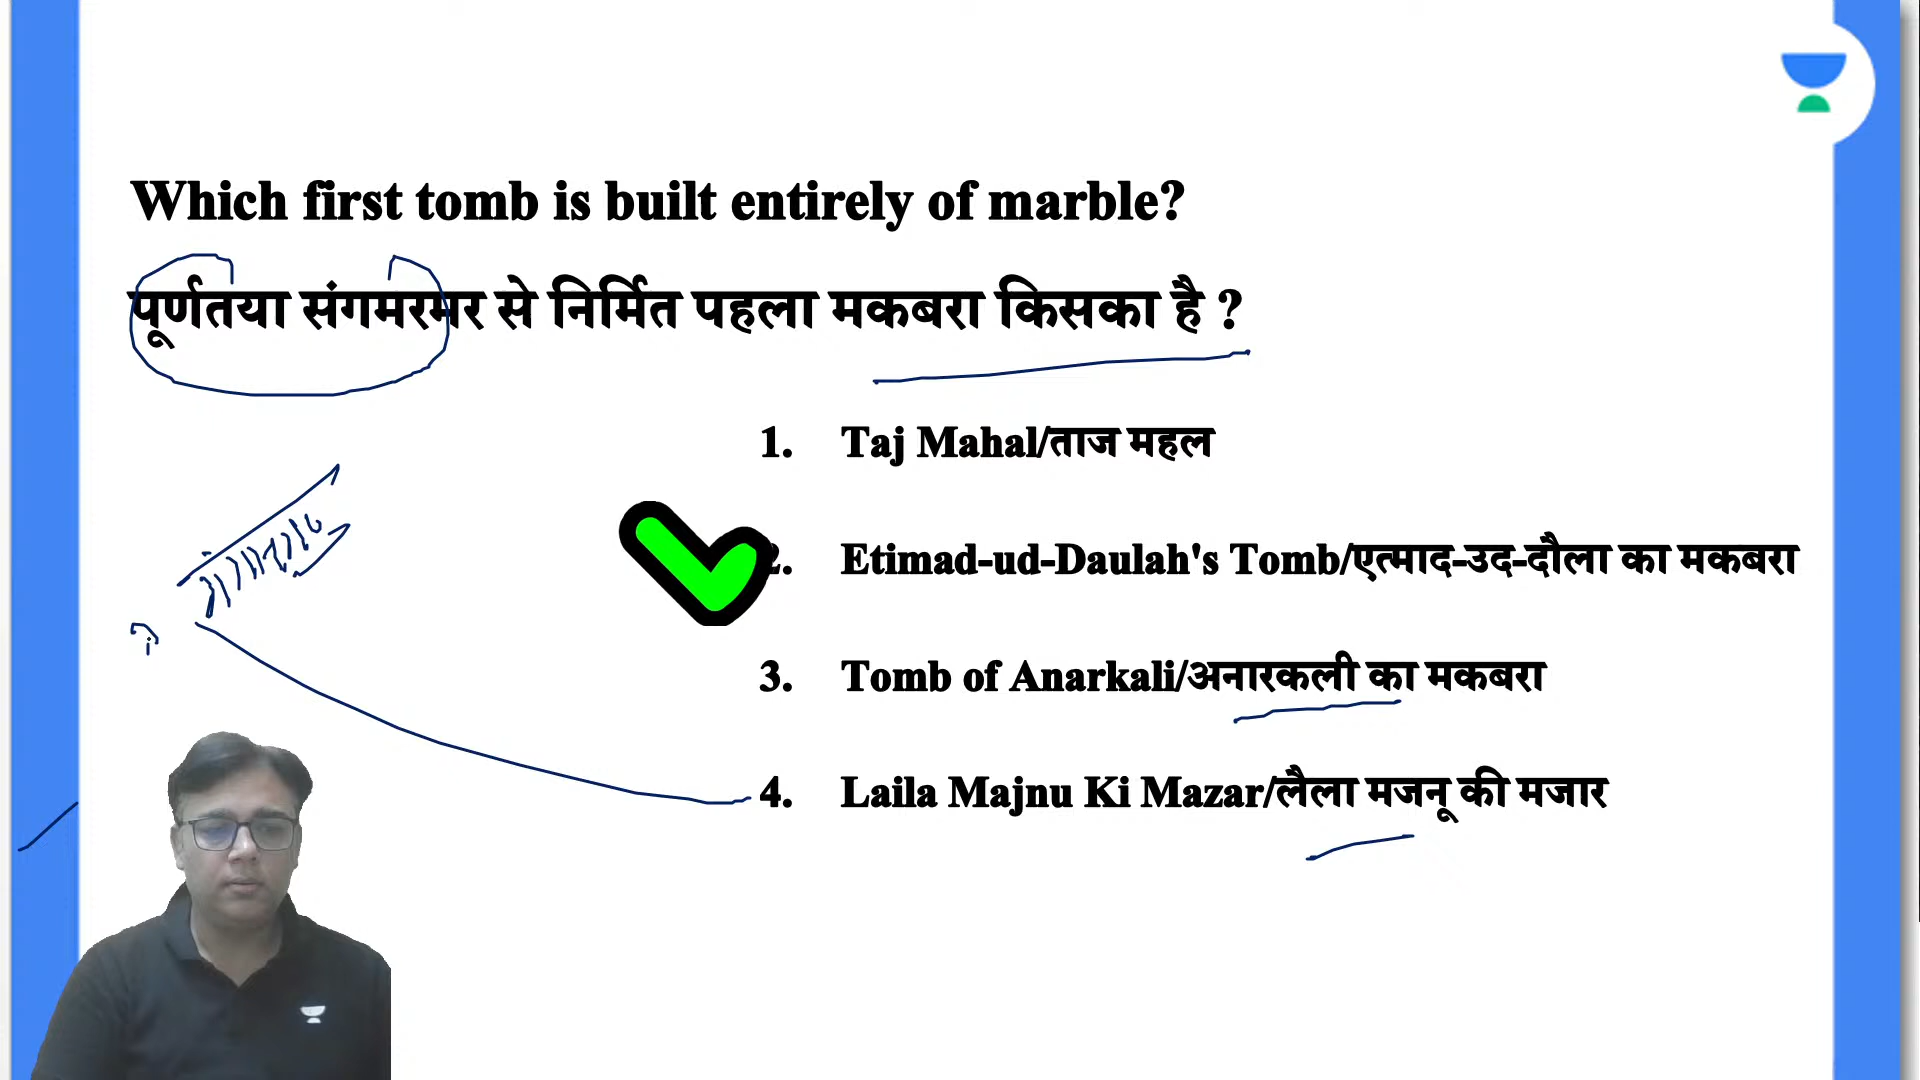 Which first tomb is built entirely of marble?
पूर्णतया संगमरमर से निर्मित पहला मकबरा किसका है ?
1. Taj Mahal/ताज महल
2. Etimad-ud-Daulah's Tomb/एत्माद-उद-दौला का मकबरा
3. Tomb of Anarkali/अनारकली का मकबरा
4. Laila Majnu Ki Mazar/लैला मजनू की मजार